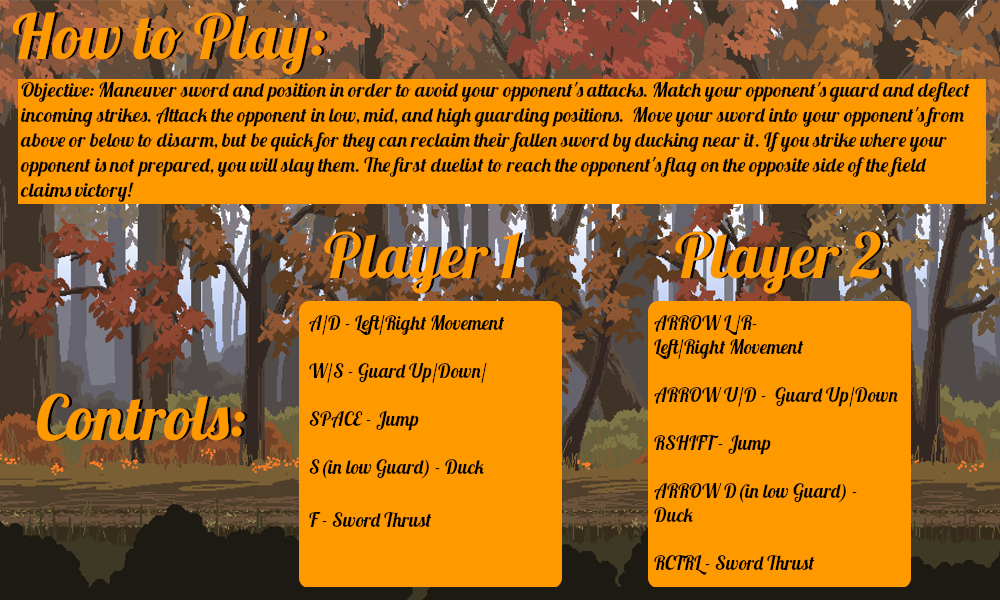 How to Play:
Objective: Maneuver sword and position in order to avoid your opponent's attacks. Match your opponent's guard and deflect
incoming strikes. Attack the opponent in low, mid, and high guarding positions. Move your sword into your opponent's from
above or below to disarm, but be quick for they can reclaim their fallen sword by ducking near it. If you strike where your
opponent is not prepared, you will slay them. The first duelist to reach the opponent's flag on the opposite side of the field
claims victory!
Controls:
Player 1
A/D - Left/Right Movement
W/S - Guard Up/Down/
SPACE - Jump
S (in low Guard) - Duck
F - Sword Thrust
Player 2
ARROW L/R-
Left/Right Movement
ARROW U/D - Guard Up/Down
RSHIFT - Jump
ARROW D (in low Guard) -
Duck
RCTRL - Sword Thrust